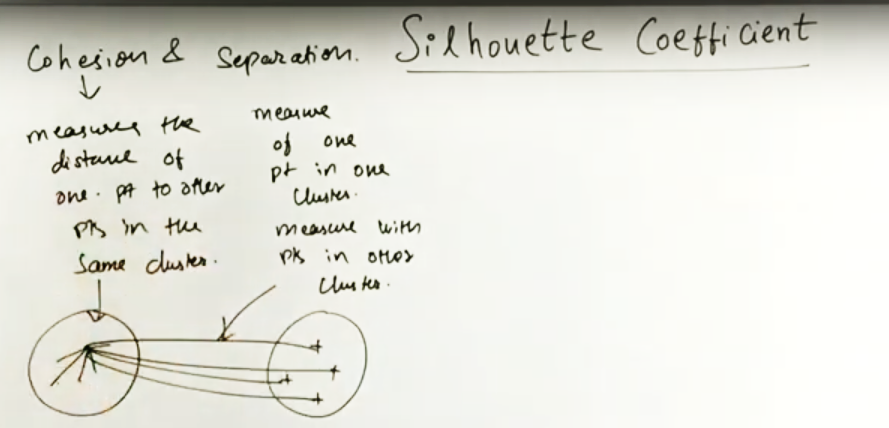 Silhouette Coefficient
Cohesion & Separation.
measures the
distance of
one. pt to other
pts in the
same cluster.
measure
of one
pt in one
cluster.
measure with
pts in other
cluster.